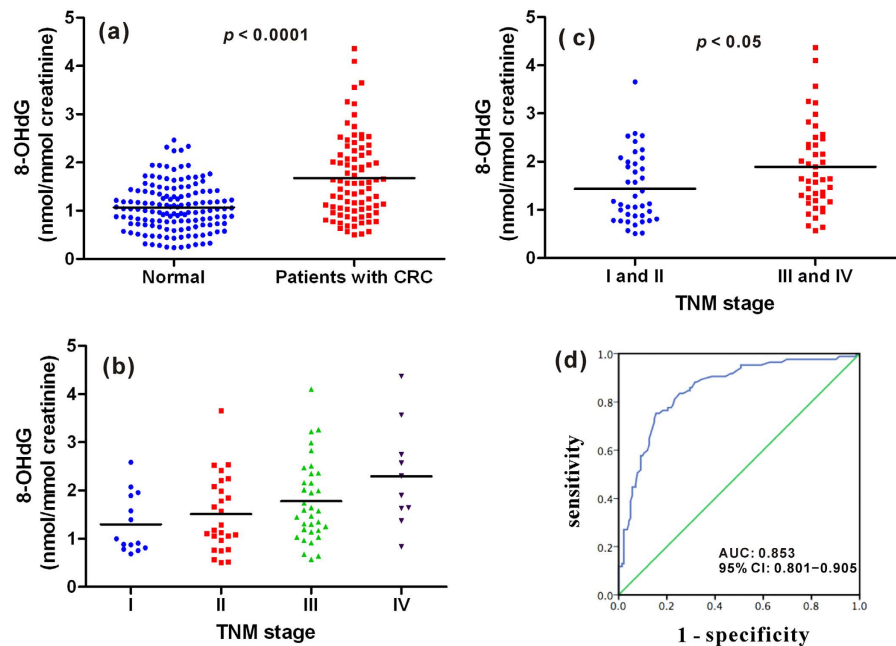 (a)
p < 0.0001
8-OHdG
(nmol/mmol creatinine)
5
4
3
2
1
0
Normal
Patients with CRC
(c)
p < 0.05
8-OHdG
(nmol/mmol creatinine)
5
4
3
2
1
0
I and II
III and IV
TNM stage
(b)
8-OHdG
(nmol/mmol creatinine)
5
4
3
2
1
0
I
II
III
IV
TNM stage
(d)
sensitivity
1.0
0.8
0.6
0.4
0.2
0.0
AUC: 0.853
95% CI: 0.801–0.905
0.0
0.2
0.4
0.6
0.8
1.0
1 - specificity